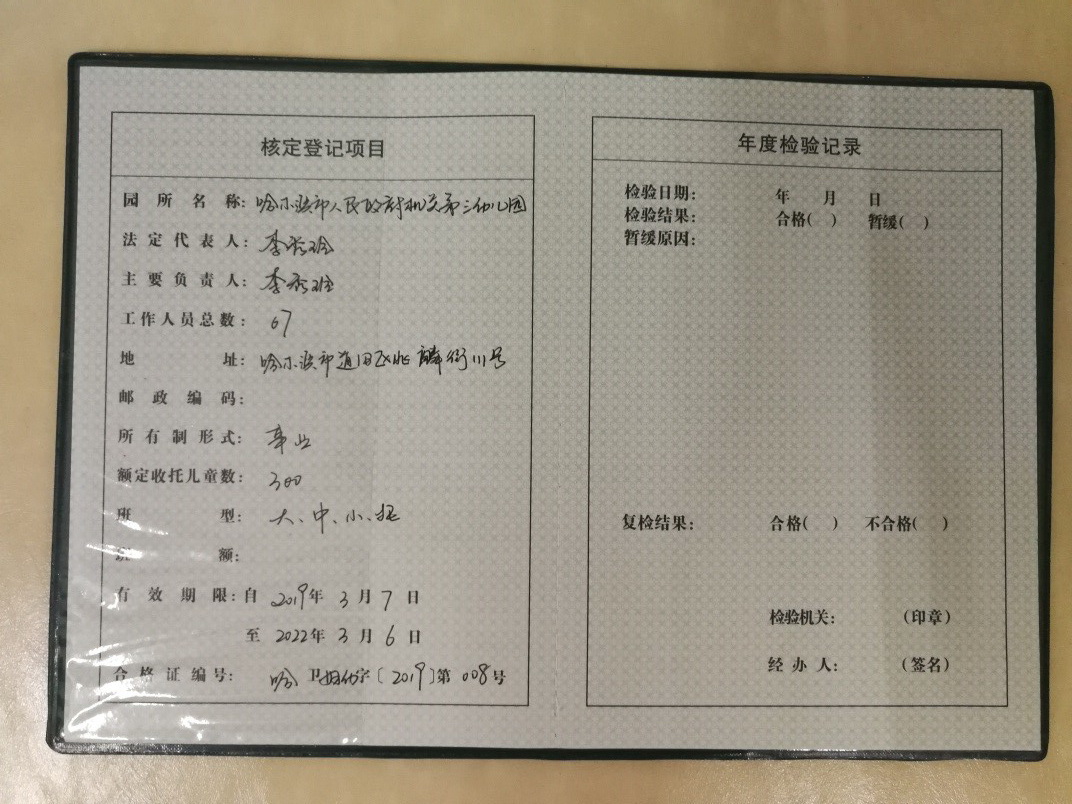 核定登记项目
园所名称: 哈尔滨市人民政府机关第三幼儿园
法定代表人: 李秀玲
主要负责人: 李秀玲
工作人员总数: 67
地址: 哈尔滨市道里区兆麟街111号
邮政编码:
所有制形式: 事业
额定收托儿童数: 300
班型: 大、中、小、托
班额:
有效期限:自 2019年 3月 7日
至 2022年 3月 6日
合格证编号: 哈卫妇幼字〔2019〕第008号
年度检验记录
检验日期: 年 月 日
检验结果: 合格( ) 暂缓( )
暂缓原因:
复检结果: 合格( ) 不合格( )
检验机关: (印章)
经办人: (签名)